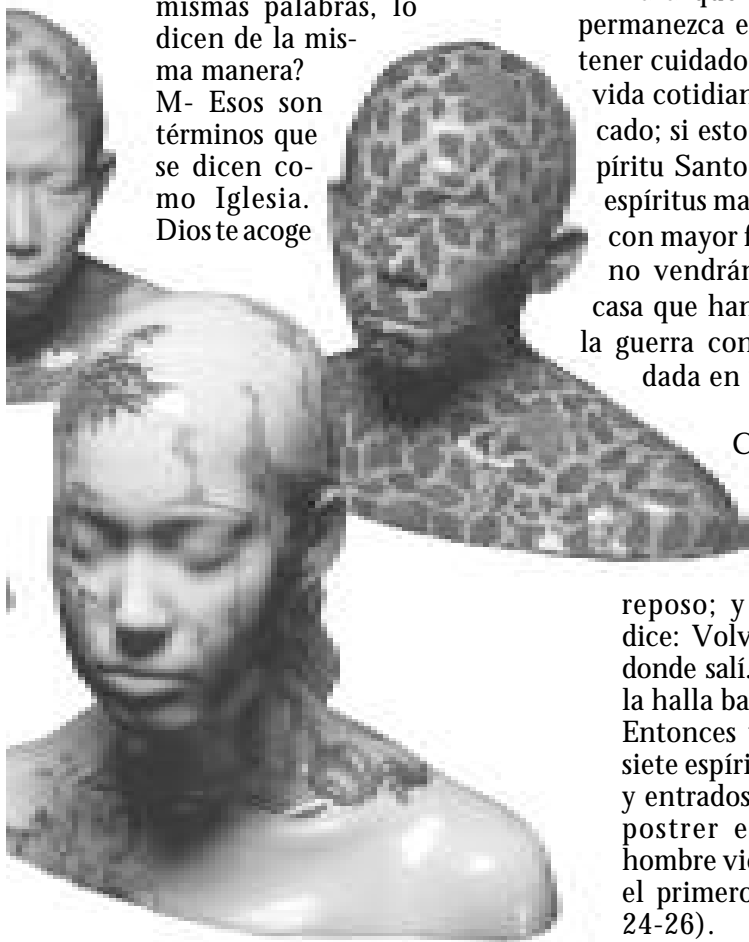 mismas palabras, lo
dicen de la mis-
ma manera?
M- Esos son
términos que
se dicen co-
mo Iglesia.
Dios te acoge
permanezca e
tener cuidado
vida cotidian
cado; si esto
píritu Santo
espíritus ma
con mayor f
no vendrán
casa que han
la guerra con
dada en
C
reposo; y
dice: Volv
donde salí.
la halla ba
Entonces
siete espíri
y entrados
postrer e
hombre vie
el primero
24-26).